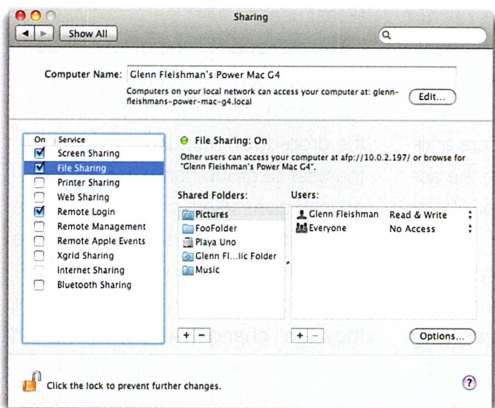 Sharing
Show All
Computer Name: Glenn Fleishman's Power Mac G4
Computers on your local network can access your computer at: glenn-
fleishmans-power-mac-g4.local
Edit...
On Service
Screen Sharing
File Sharing
Printer Sharing
Web Sharing
Remote Login
Remote Management
Remote Apple Events
Xgrid Sharing
Internet Sharing
Bluetooth Sharing
File Sharing: On
Other users can access your computer at afp://10.0.2.197/ or browse for
"Glenn Fleishman's Power Mac G4".
Shared Folders:
Pictures
FooFolder
Playa Uno
Glenn Fl...lic Folder
Music
Users:
Glenn Fleishman Read & Write
Everyone No Access
+ -
+ -
Options...
Click the lock to prevent further changes.
?